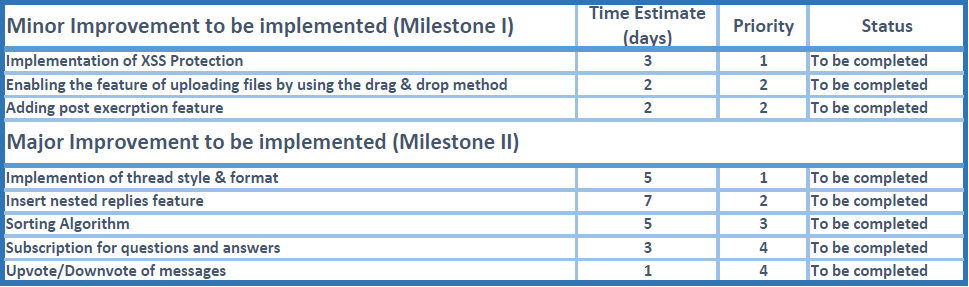 Minor Improvement to be implemented (Milestone I) Time Estimate (days) Priority Status
Implementation of XSS Protection 3 1 To be completed
Enabling the feature of uploading files by using the drag & drop method 2 2 To be completed
Adding post execrption feature 2 2 To be completed
Major Improvement to be implemented (Milestone II)
Implemention of thread style & format 5 1 To be completed
Insert nested replies feature 7 2 To be completed
Sorting Algorithm 5 3 To be completed
Subscription for questions and answers 3 4 To be completed
Upvote/Downvote of messages 1 4 To be completed